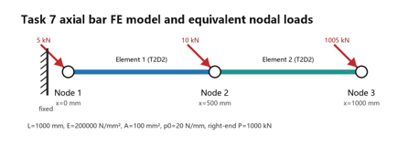 Task 7 axial bar FE model and equivalent nodal loads
5 kN 10 kN 1005 kN
Element 1 (T2D2) Element 2 (T2D2)
Node 1 Node 2 Node 3
x=0 mm x=500 mm x=1000 mm
fixed
L=1000 mm, E=200000 N/mm², A=100 mm², p0=20 N/mm, right-end P=1000 kN